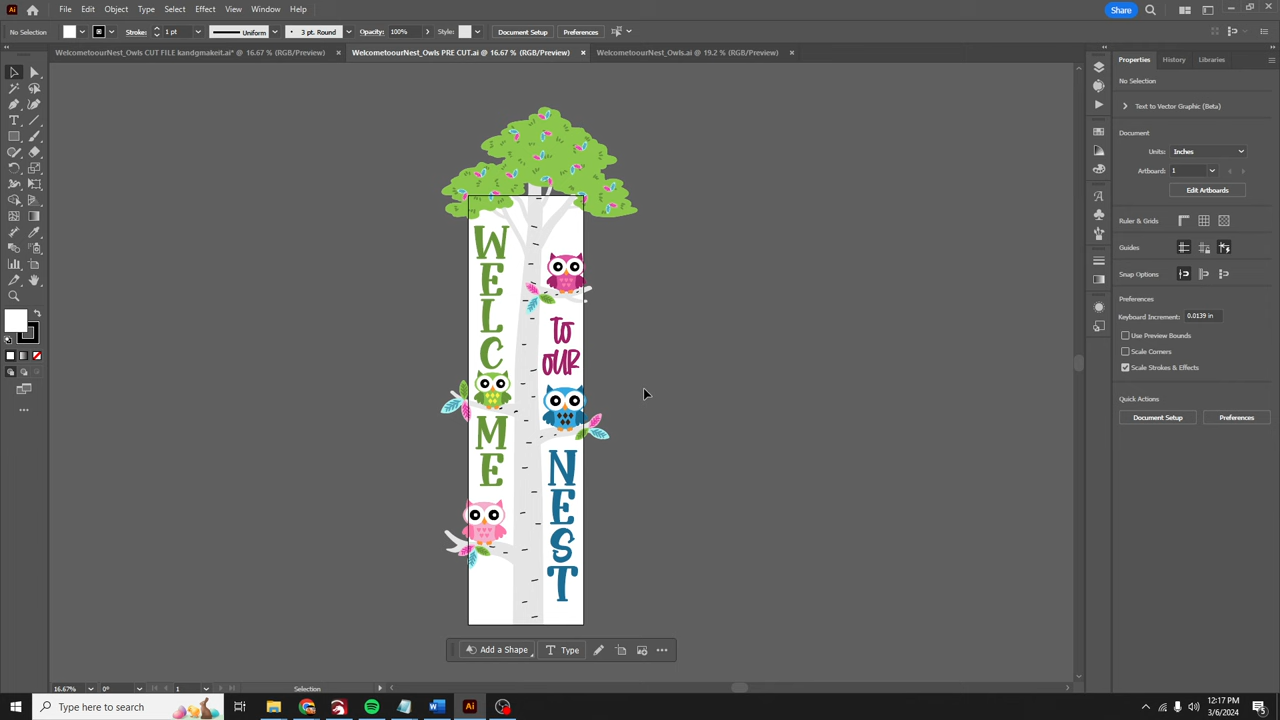 File Edit Object Type Select Effect View Window Help
Share
No Selection
Stroke: 1 pt
Uniform
3 pt. Round
Opacity: 100%
Style:
Document Setup
Preferences
WelcometoourNest_Owls CUT FILE kandgmakeit.ai* @ 16.67 % (RGB/Preview)
WelcometoourNest_Owls PRE CUT.ai @ 16.67 % (RGB/Preview)
WelcometoourNest_Owls.ai @ 19.2 % (RGB/Preview)
Properties History Libraries
No Selection
Text to Vector Graphic (Beta)
Document
Units: Inches
Artboard: 1
Edit Artboards
Ruler & Grids
Guides
Snap Options
Preferences
Keyboard Increment: 0.0139 in
Use Preview Bounds
Scale Corners
Scale Strokes & Effects
Quick Actions
Document Setup
Preferences
WELCOME
to
OUR
NEST
Add a Shape
Type
16.67%
0°
1
Selection
Type here to search
12:17 PM
3/6/2024